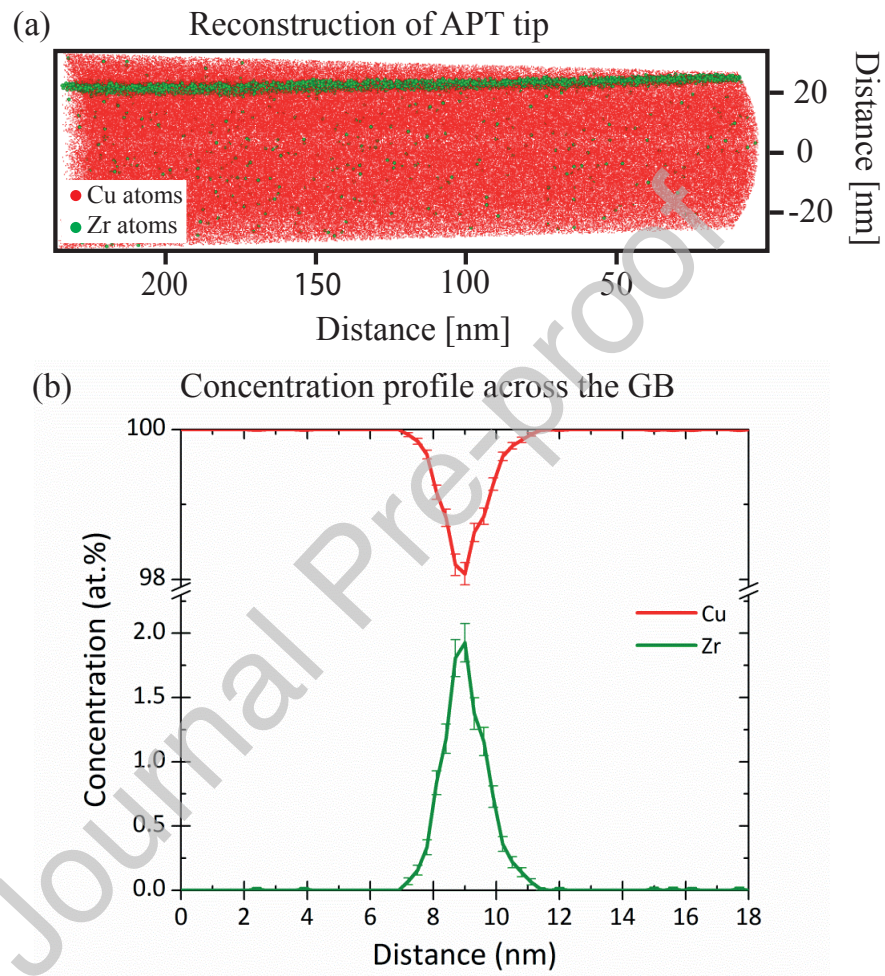 (a) Reconstruction of APT tip
Cu atoms
Zr atoms
20
0
-20
Distance [nm]
200 150 100 50
Distance [nm]
(b) Concentration profile across the GB
100
98
2.0
1.5
1.0
0.5
0.0
Concentration (at.%)
Cu
Zr
0 2 4 6 8 10 12 14 16 18
Distance (nm)
Journal Pre-proof